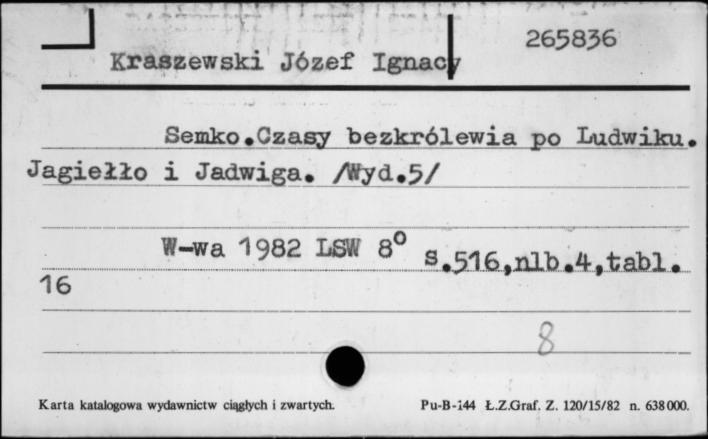 265836
Kraszewski Józef Ignacy
Semko.Czasy bezkrólewia po Ludwiku.
Jagiełło i Jadwiga. /Wyd.5/
W-wa 1982 LSW 8° s.516,nlb.4,tabl.
16
8
Karta katalogowa wydawnictw ciągłych i zwartych. Pu-B-144 Ł.Z.Graf. Z. 120/15/82 n. 638000.